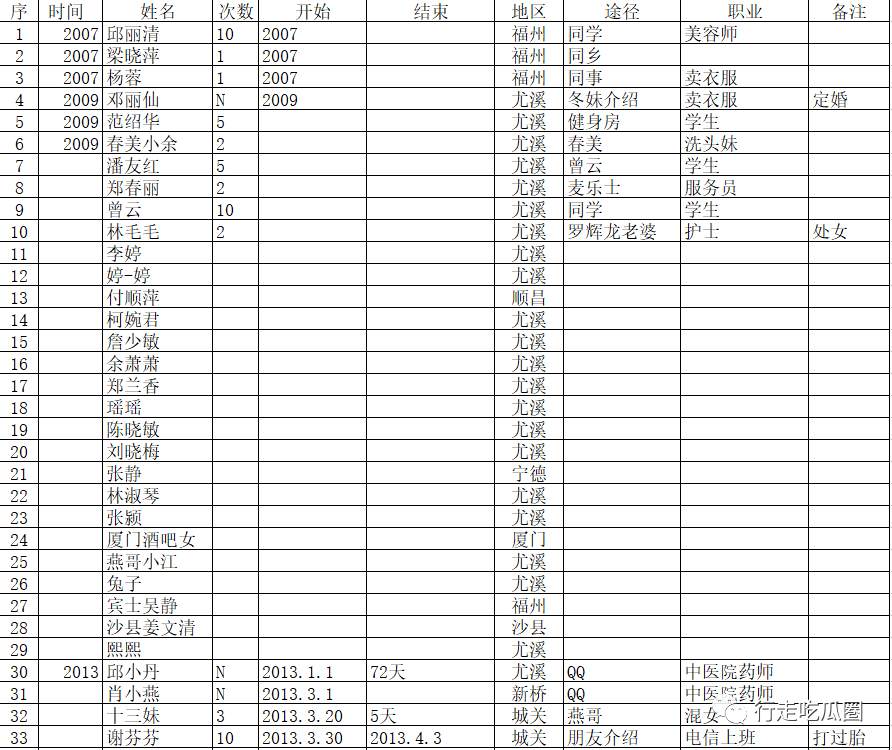 序 时间 姓名 次数 开始 结束 地区 途径 职业 备注
1 2007 邱丽清 10 2007 福州 同学 美容师
2 2007 梁晓萍 1 2007 福州 同乡
3 2007 杨蓉 1 2007 福州 同事 卖衣服
4 2009 邓丽仙 N 2009 尤溪 冬妹介绍 卖衣服 定婚
5 2009 范绍华 5 尤溪 健身房 学生
6 2009 春美小余 2 尤溪 春美 洗头妹
7 潘友红 5 尤溪 曾云 学生
8 郑春丽 2 尤溪 麦乐士 服务员
9 曾云 10 尤溪 同学 学生
10 林毛毛 2 尤溪 罗辉龙老婆 护士 处女
11 李婷 尤溪
12 婷-婷 尤溪
13 付顺萍 顺昌
14 柯婉君 尤溪
15 詹少敏 尤溪
16 余萧萧 尤溪
17 郑兰香 尤溪
18 瑶瑶 尤溪
19 陈晓敏 尤溪
20 刘晓梅 尤溪
21 张静 宁德
22 林淑琴 尤溪
23 张颍 尤溪
24 厦门酒吧女 厦门
25 燕哥小江 尤溪
26 兔子 尤溪
27 宾士吴静 福州
28 沙县姜文清 沙县
29 熙熙 尤溪
30 2013 邱小丹 N 2013.1.1 72天 尤溪 QQ 中医院药师
31 肖小燕 N 2013.3.1 新桥 QQ 中医院药师
32 十三妹 3 2013.3.20 5天 城关 燕哥 混女
行走吃瓜圈
33 谢芬芬 10 2013.3.30 2013.4.3 城关 朋友介绍 电信上班 打过胎